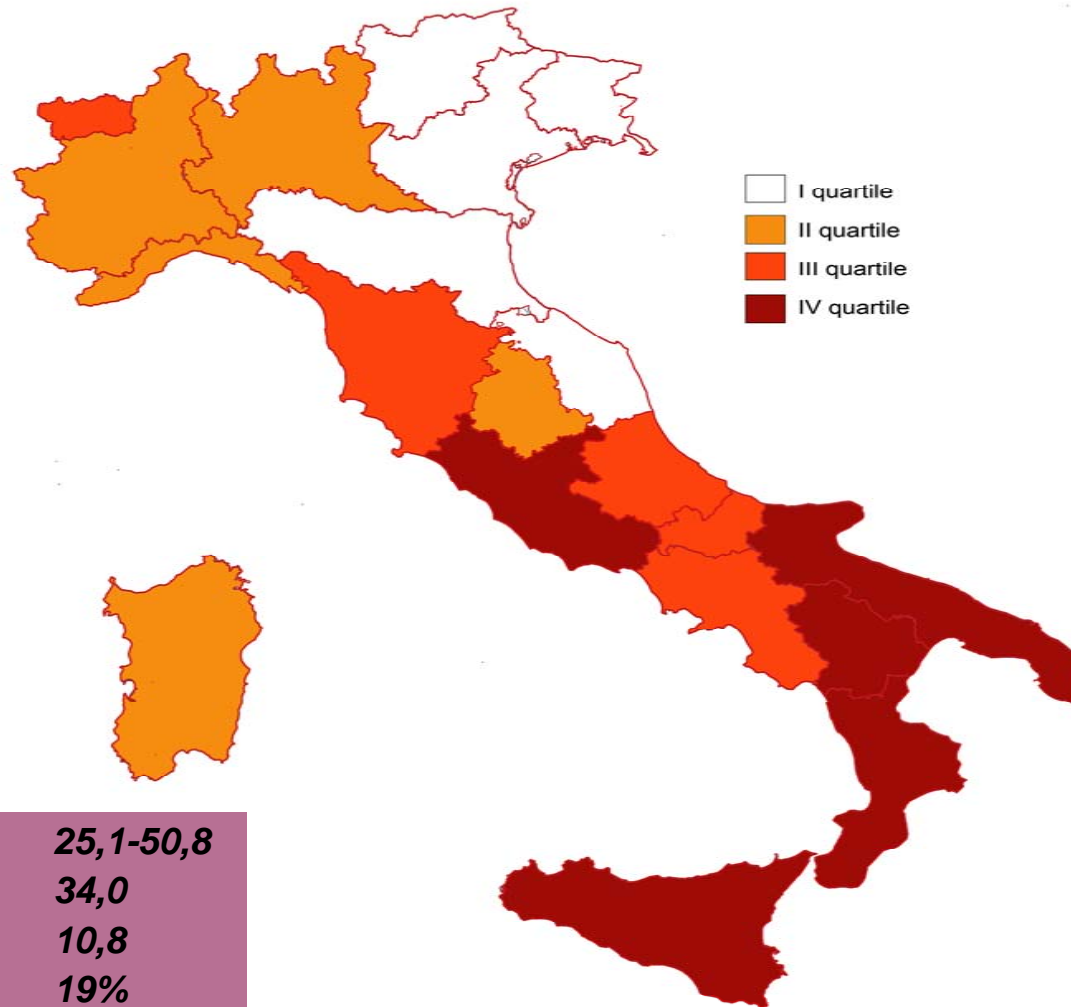 I quartile
II quartile
III quartile
IV quartile
25,1-50,8
34,0
10,8
19%